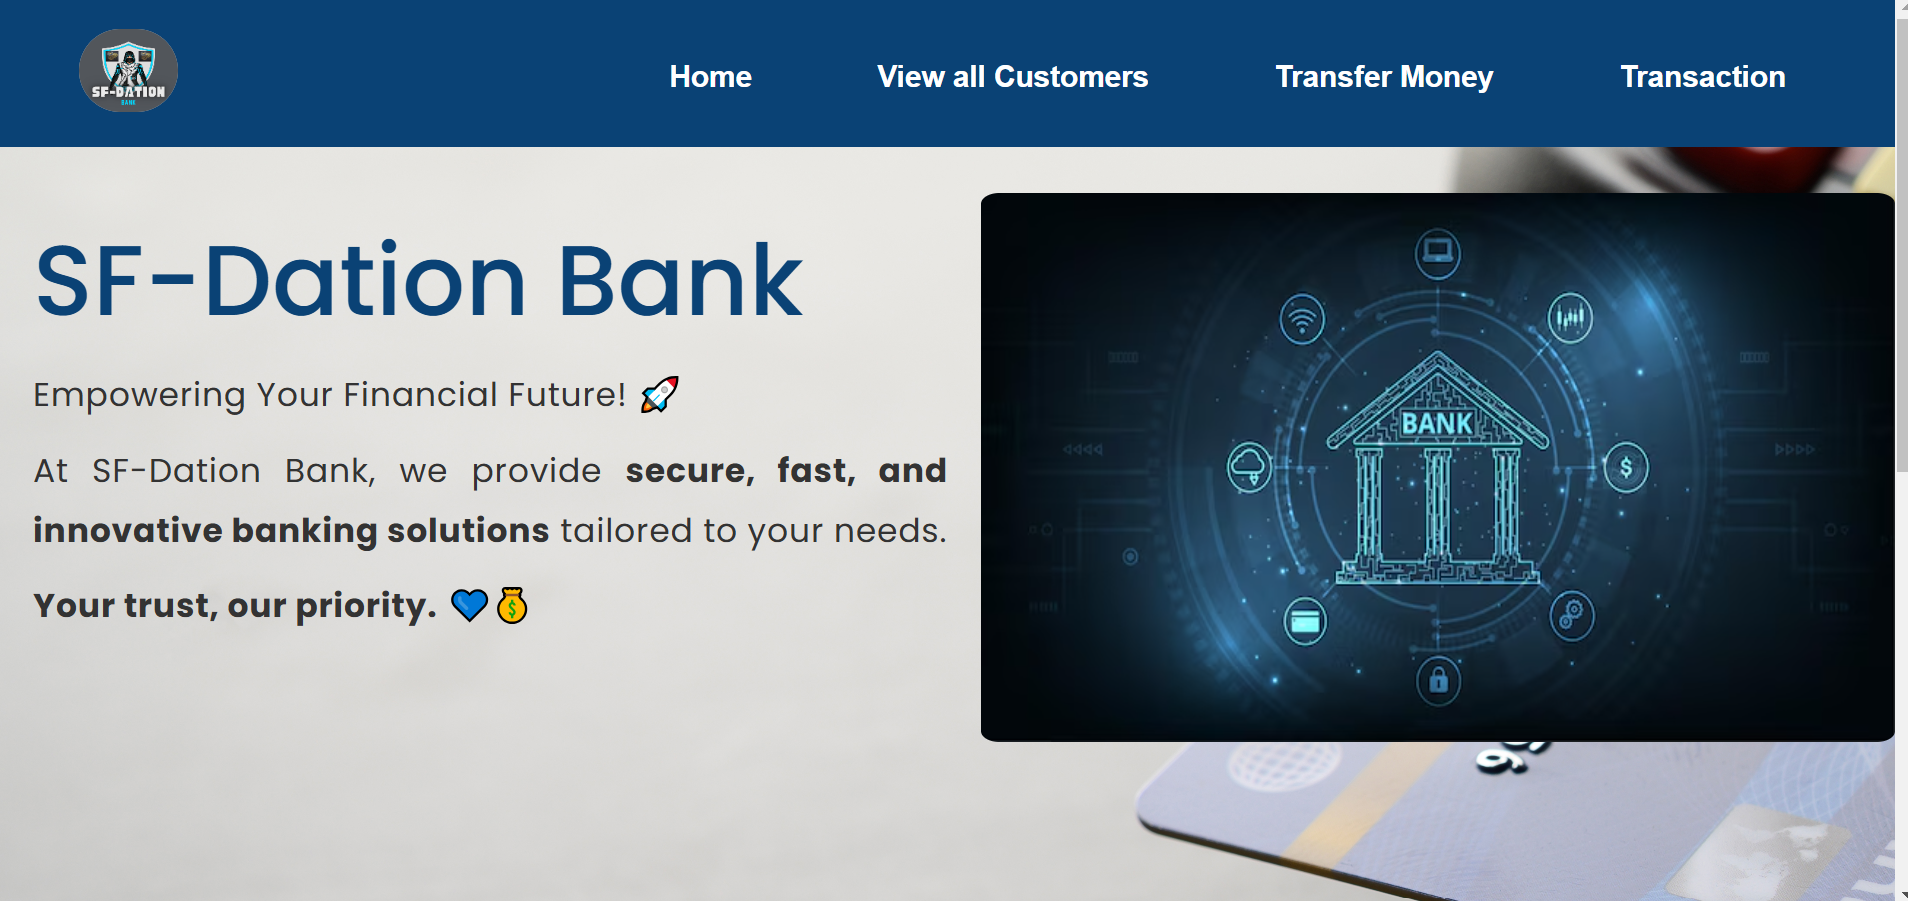 SF-DATION
BANK
Home View all Customers Transfer Money Transaction
SF-Dation Bank
Empowering Your Financial Future! 🚀
At SF-Dation Bank, we provide secure, fast, and
innovative banking solutions tailored to your needs.
Your trust, our priority. 💙💰
BANK